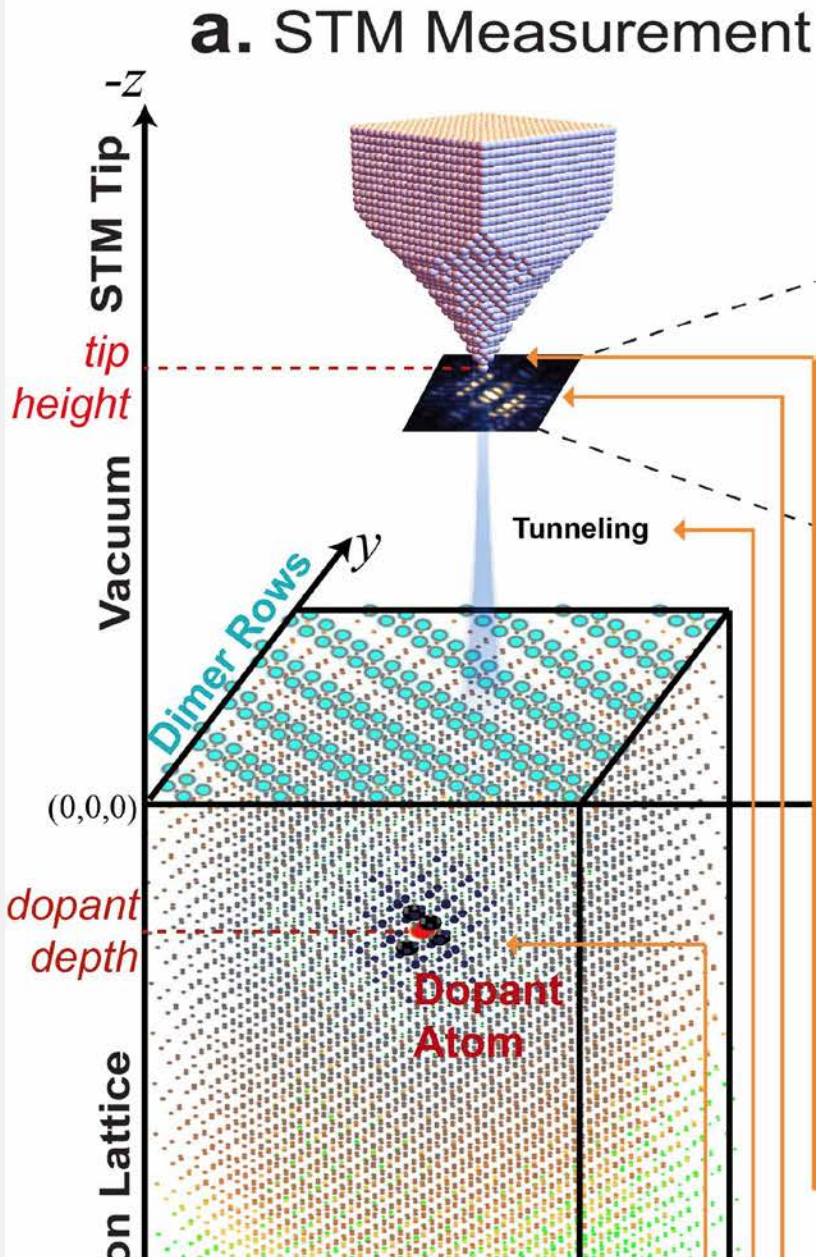 a. STM Measurement
-z
STM Tip
tip
height
Vacuum
Tunneling
y
Dimer Rows
(0,0,0)
dopant
depth
Dopant
Atom
on Lattice